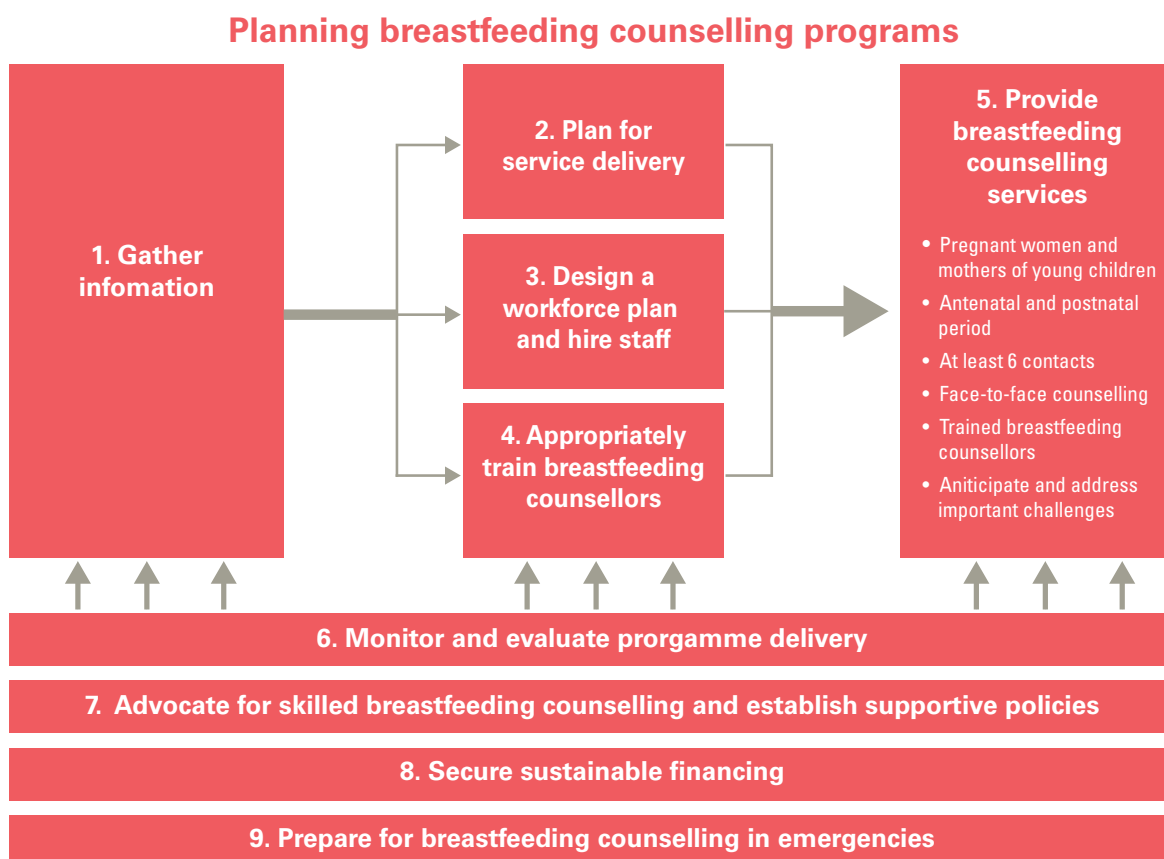 Planning breastfeeding counselling programs
1. Gather
infomation
2. Plan for
service delivery
3. Design a
workforce plan
and hire staff
4. Appropriately
train breastfeeding
counsellors
5. Provide
breastfeeding
counselling
services
• Pregnant women and
mothers of young children
• Antenatal and postnatal
period
• At least 6 contacts
• Face-to-face counselling
• Trained breastfeeding
counsellors
• Aniticipate and address
important challenges
6. Monitor and evaluate prorgamme delivery
7. Advocate for skilled breastfeeding counselling and establish supportive policies
8. Secure sustainable financing
9. Prepare for breastfeeding counselling in emergencies